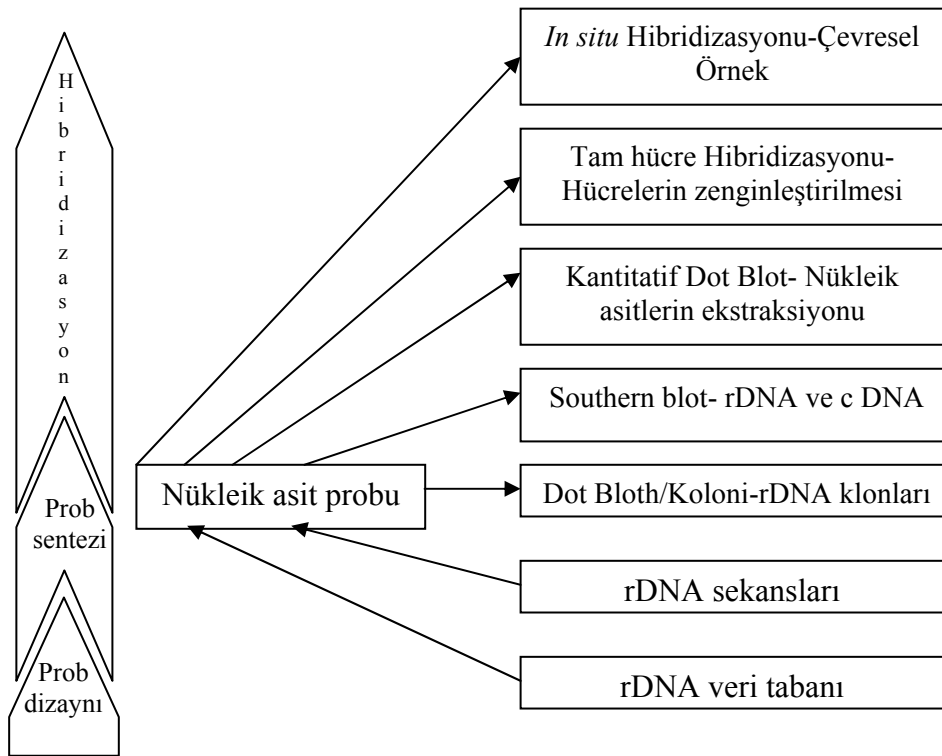 Hibridizasyon
Prob
sentezi
Prob
dizaynı
Nükleik asit probu
In situ Hibridizasyonu-Çevresel
Örnek
Tam hücre Hibridizasyonu-
Hücrelerin zenginleştirilmesi
Kantitatif Dot Blot- Nükleik
asitlerin ekstraksiyonu
Southern blot- rDNA ve c DNA
Dot Bloth/Koloni-rDNA klonları
rDNA sekansları
rDNA veri tabanı